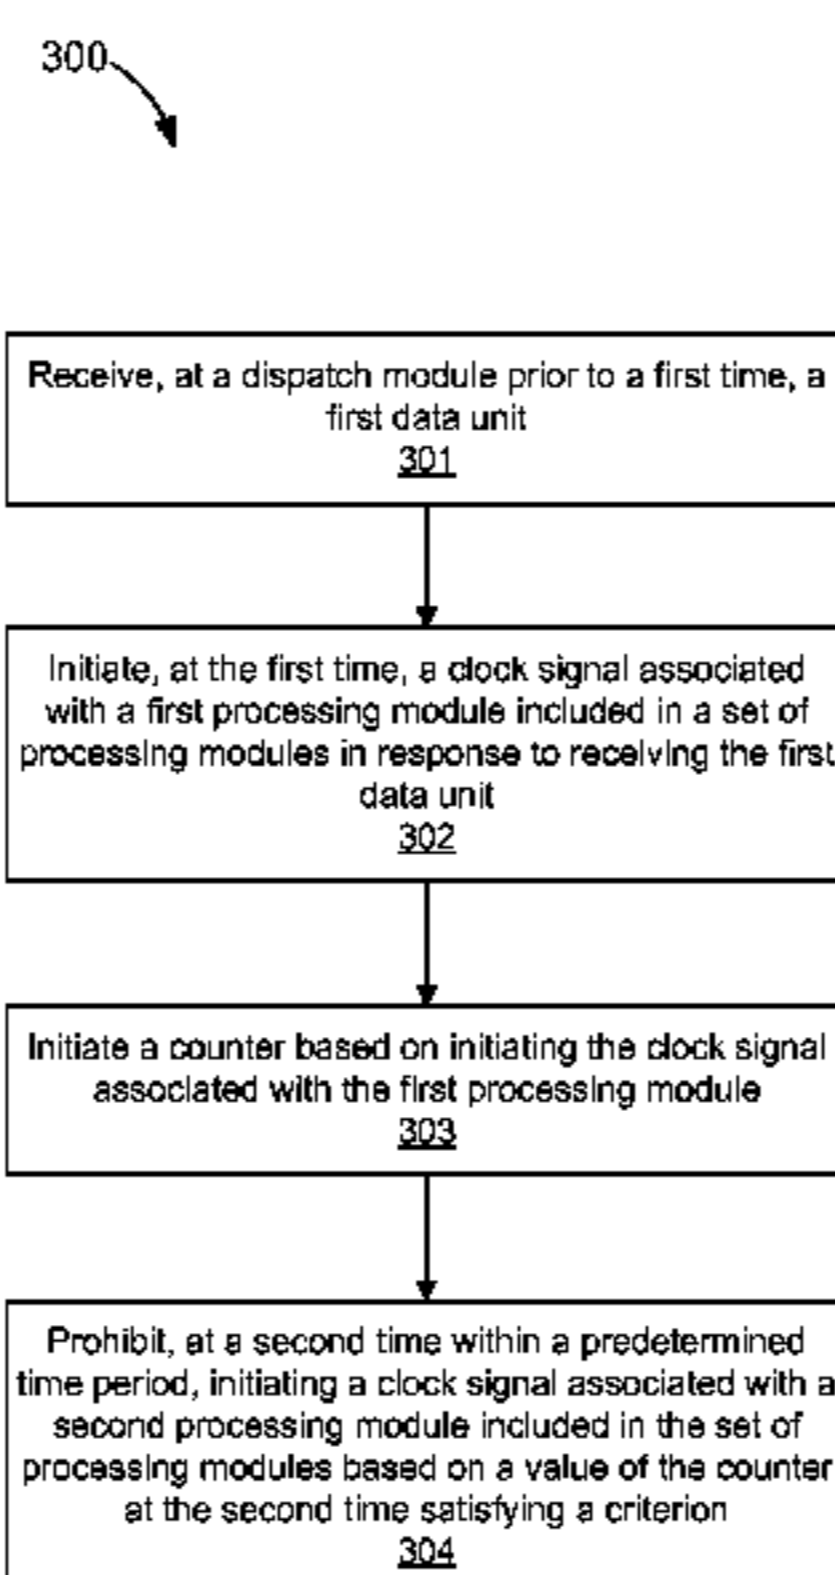 300
Receive, at a dispatch module prior to a first time, a
first data unit
301
Initiate, at the first time, a clock signal associated
with a first processing module included in a set of
processing modules in response to receiving the first
data unit
302
Initiate a counter based on initiating the clock signal
associated with the first processing module
303
Prohibit, at a second time within a predetermined
time period, initiating a clock signal associated with a
second processing module included in the set of
processing modules based on a value of the counter
at the second time satisfying a criterion
304